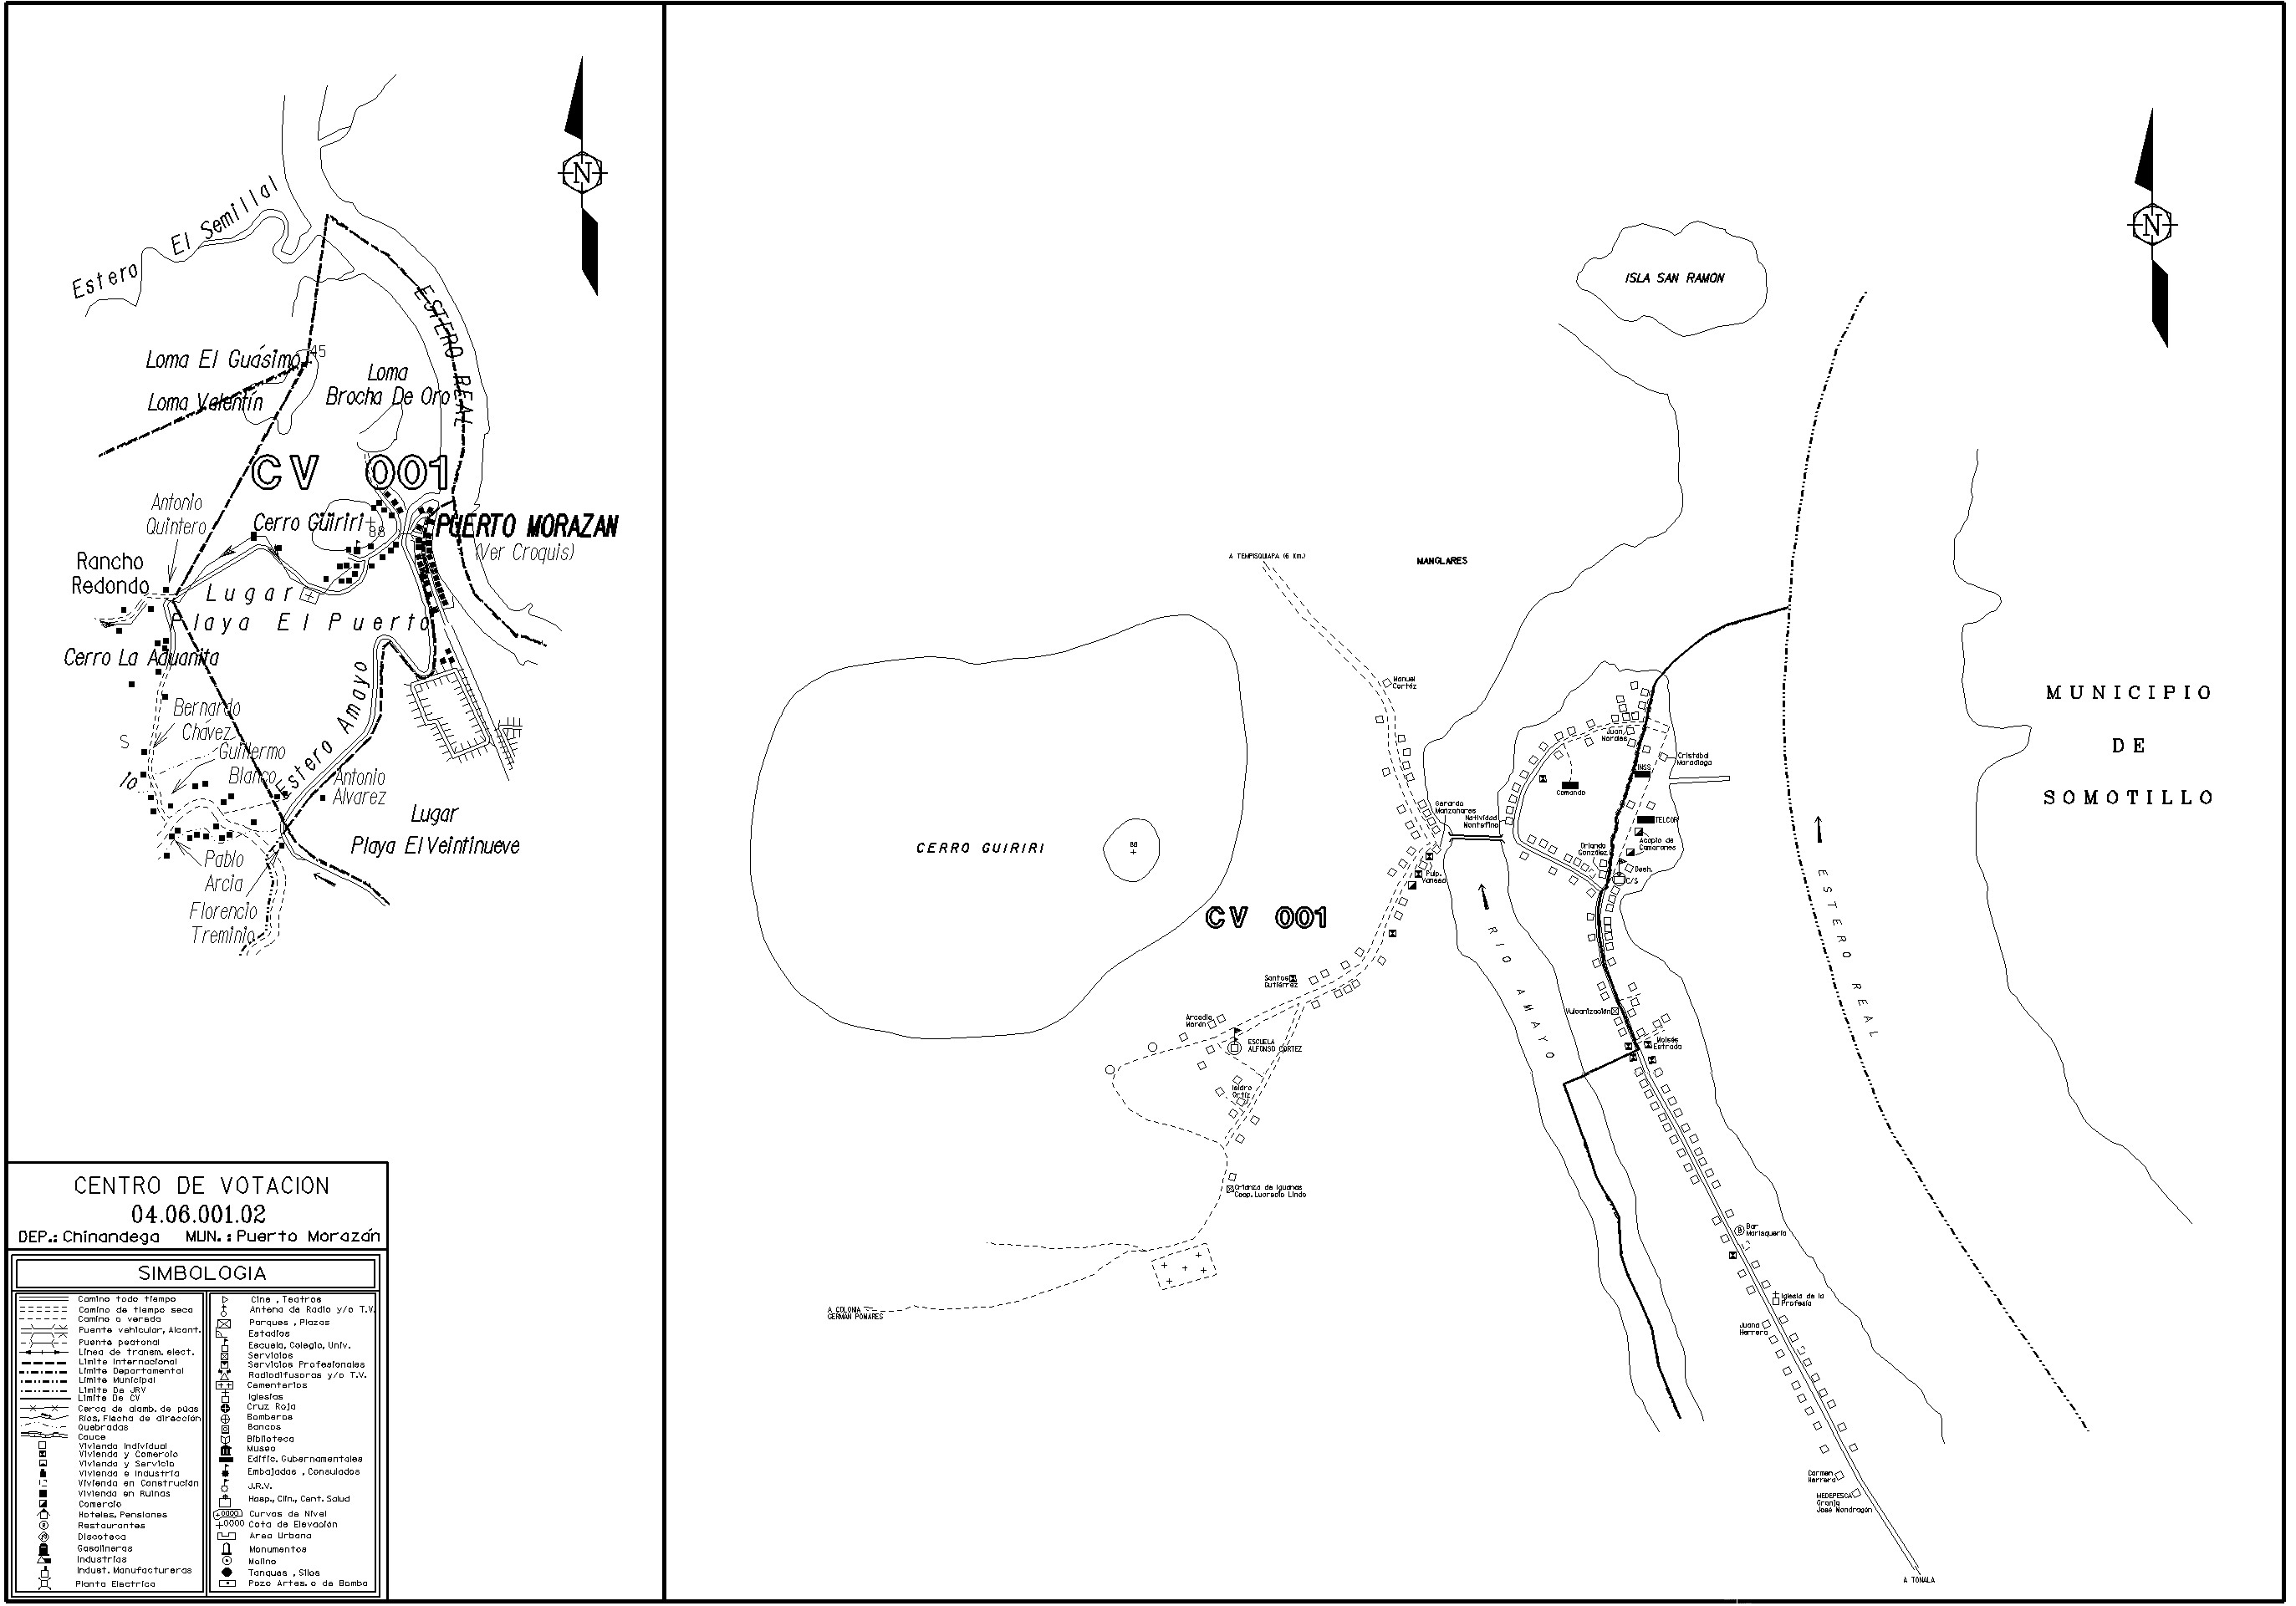 N
Estero El Semillal
ESTERO REAL
Loma El Guásimo
45
Loma Valentín
Loma
Brocha De Oro
CV 001
Antonio
Quintero
Cerro Güiriri
88
PUERTO MORAZAN
(Ver Croquis)
Rancho
Redondo
Lugar
Playa El Puerto
Cerro La Aduanita
Bernardo
Chávez
S
Guillermo
Blanco
lo
Estero Amayo
Antonio
Alvarez
Lugar
Playa El Veintinueve
Pablo
Arcia
Florencio
Treminio
CENTRO DE VOTACION
04.06.001.02
DEP.: Chinandega MUN.: Puerto Morazán
SIMBOLOGIA
Camino todo tiempo
Camino de tiempo seco
Camino o vereda
Puente vehicular, Alcant.
Puente peatonal
Línea de transm. elect.
Limite Internacional
Limite Departamental
Limite Municipal
Limite De JRV
Limite De CV
Cerca de alamb. de púas
Ríos, Flecha de dirección
Quebradas
Cauce
Vivienda Individual
Vivienda y Comercio
Vivienda y Servicio
Vivienda e Industria
Vivienda en Construción
Vivienda en Ruinas
Comercio
Hoteles, Pensiones
Restaurantes
Discoteca
Gasolineras
Industrias
Indust. Manufactureras
Planta Electrica
Cine , Teatros
Antena de Radio y/o T.V.
Parques , Plazas
Estadios
Escuela, Colegio, Univ.
Servicios
Servicios Profesionales
Radiodifusoras y/o T.V.
Cementerios
Iglesias
Cruz Roja
Bomberos
Bancos
Biblioteca
Museo
Edific. Gubernamentales
Embajadas , Consulados
J.R.V.
Hosp., Clin., Cent. Salud
Curvas de Nivel
+0000 Cota de Elevación
Area Urbana
Monumentos
Molino
Tanques , Silos
Pozo Artes. o de Bomba
N
ISLA SAN RAMON
A TEMPISQUAPA (6 Km.)
MANGLARES
Manuel
Cortéz
MUNICIPIO
DE
SOMOTILLO
Juan
Morales
Cristobal
Maradiaga
INSS
Comando
Gerardo
Manzanares
Natividad
Montefino
TELCOR
Acopio de
Camarones
Orlando
González
C/S
CERRO GUIRIRI
88
Pulp.
Vanesa
CV 001
RIO AMAYO
ESTERO REAL
Santos
Gutiérrez
Arcadio
Morán
ESCUELA
ALFONSO CORTEZ
Vulcanización
Moisés
Estrada
Isidro
Ortíz
Crianza de Iguanas
Coop. Lucrecia Lindo
Bar
Marisquería
A COLONIA
GERMAN POMARES
Iglesia de la
Profesía
Juana
Herrera
Carmen
Herrera
MEDEPESCA
Granja
José Mondragón
A TONALA